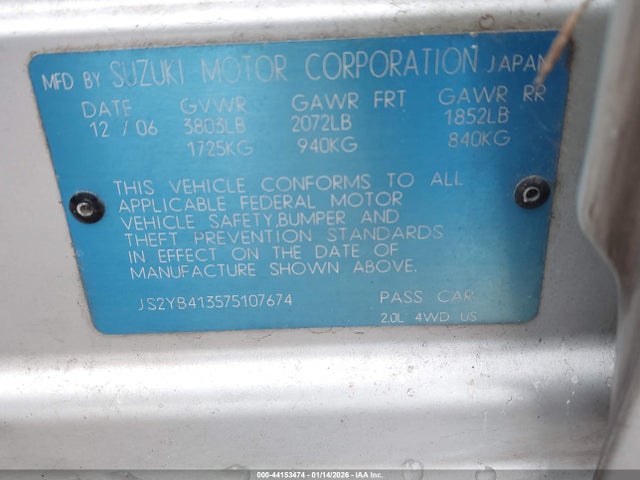 MFD BY SUZUKI MOTOR CORPORATION JAPAN
DATE GVWR GAWR FRT GAWR RR
12 / 06 3803LB 2072LB 1852LB
1725KG 940KG 840KG
THIS VEHICLE CONFORMS TO ALL
APPLICABLE FEDERAL MOTOR
VEHICLE SAFETY,BUMPER AND
THEFT PREVENTION STANDARDS
IN EFFECT ON THE DATE OF
MANUFACTURE SHOWN ABOVE.
JS2YB413575107674 PASS CAR
2.0L 4WD US
000-44153474 - 01/14/2026 - IAA Inc.